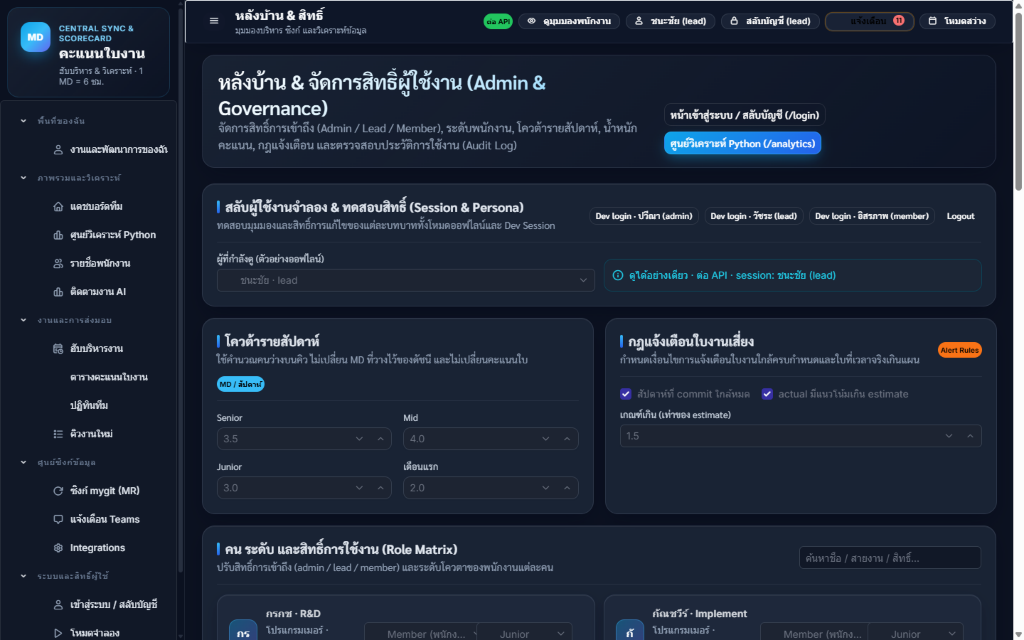 MD
CENTRAL SYNC &
SCORECARD
คะแนนใบงาน
ฮับบริหาร & วิเคราะห์ · 1
MD = 6 ชม.
พื้นที่ของฉัน
งานและพัฒนาการของฉัน
ภาพรวมและวิเคราะห์
แดชบอร์ดทีม
ศูนย์วิเคราะห์ Python
รายชื่อพนักงาน
ติดตามงาน AI
งานและการส่งมอบ
ฮับบริหารงาน
ตารางคะแนนใบงาน
ปฏิทินทีม
คิวงานใหม่
ศูนย์ซิงก์ข้อมูล
ซิงก์ mygit (MR)
แจ้งเตือน Teams
Integrations
ระบบและสิทธิ์ผู้ใช้
เข้าสู่ระบบ / สลับบัญชี
โหมดจำลอง
หลังบ้าน & สิทธิ์
มุมมองบริหาร ซิงก์ และวิเคราะห์ข้อมูล
ต่อ API
ดูมุมมองพนักงาน
ชนะชัย (lead)
สลับบัญชี (lead)
แจ้งเตือน 11
โหมดสว่าง
หลังบ้าน & จัดการสิทธิ์ผู้ใช้งาน (Admin &
Governance)
จัดการสิทธิ์การเข้าถึง (Admin / Lead / Member), ระดับพนักงาน, โควต้ารายสัปดาห์, น้ำหนัก
คะแนน, กฎแจ้งเตือน และตรวจสอบประวัติการใช้งาน (Audit Log)
หน้าเข้าสู่ระบบ / สลับบัญชี (/login)
ศูนย์วิเคราะห์ Python (/analytics)
สลับผู้ใช้งานจำลอง & ทดสอบสิทธิ์ (Session & Persona)
ทดสอบมุมมองและสิทธิ์การแก้ไขของแต่ละบทบาททั้งโหมดออฟไลน์และ Dev Session
Dev login · ปวีณา (admin)
Dev login · วัชระ (lead)
Dev login · อิสรภาพ (member)
Logout
ผู้ที่กำลังดู (ตัวอย่างออฟไลน์)
ชนะชัย · lead
ดูได้อย่างเดียว · ต่อ API · session: ชนะชัย (lead)
โควต้ารายสัปดาห์
ใช้คำนวณคนว่างบนคิว ไม่เปลี่ยน MD ที่วางไว้ของดัชนี และไม่เปลี่ยนคะแนนใบ
MD / สัปดาห์
Senior
3.5
Mid
4.0
Junior
3.0
เดือนแรก
2.0
กฎแจ้งเตือนใบงานเสี่ยง
กำหนดเงื่อนไขการแจ้งเตือนใบงานใกล้ครบกำหนดและใบที่เวลาจริงเกินแผน
Alert Rules
สัปดาห์ที่ commit ใกล้หมด
actual มีแนวโน้มเกิน estimate
เกณฑ์เกิน (เท่าของ estimate)
1.5
คน ระดับ และสิทธิ์การใช้งาน (Role Matrix)
ปรับสิทธิ์การเข้าถึง (admin / lead / member) และระดับโควตาของพนักงานแต่ละคน
ค้นหาชื่อ / สายงาน / สิทธิ์...
กร
กรกช · R&D
โปรแกรมเมอร์ ·
Member (พนักง...
Junior
กั
กัณชวีร์ · Implement
โปรแกรมเมอร์ ·
Member (พนักง...
Junior